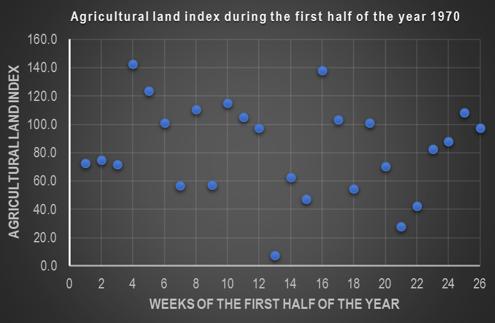 Agricultural land index during the first half of the year 1970
160.0
140.0
120.0
100.0
80.0
60.0
40.0
20.0
0.0
AGRICULTURAL LAND INDEX
0 2 4 6 8 10 12 14 16 18 20 22 24 26
WEEKS OF THE FIRST HALF OF THE YEAR